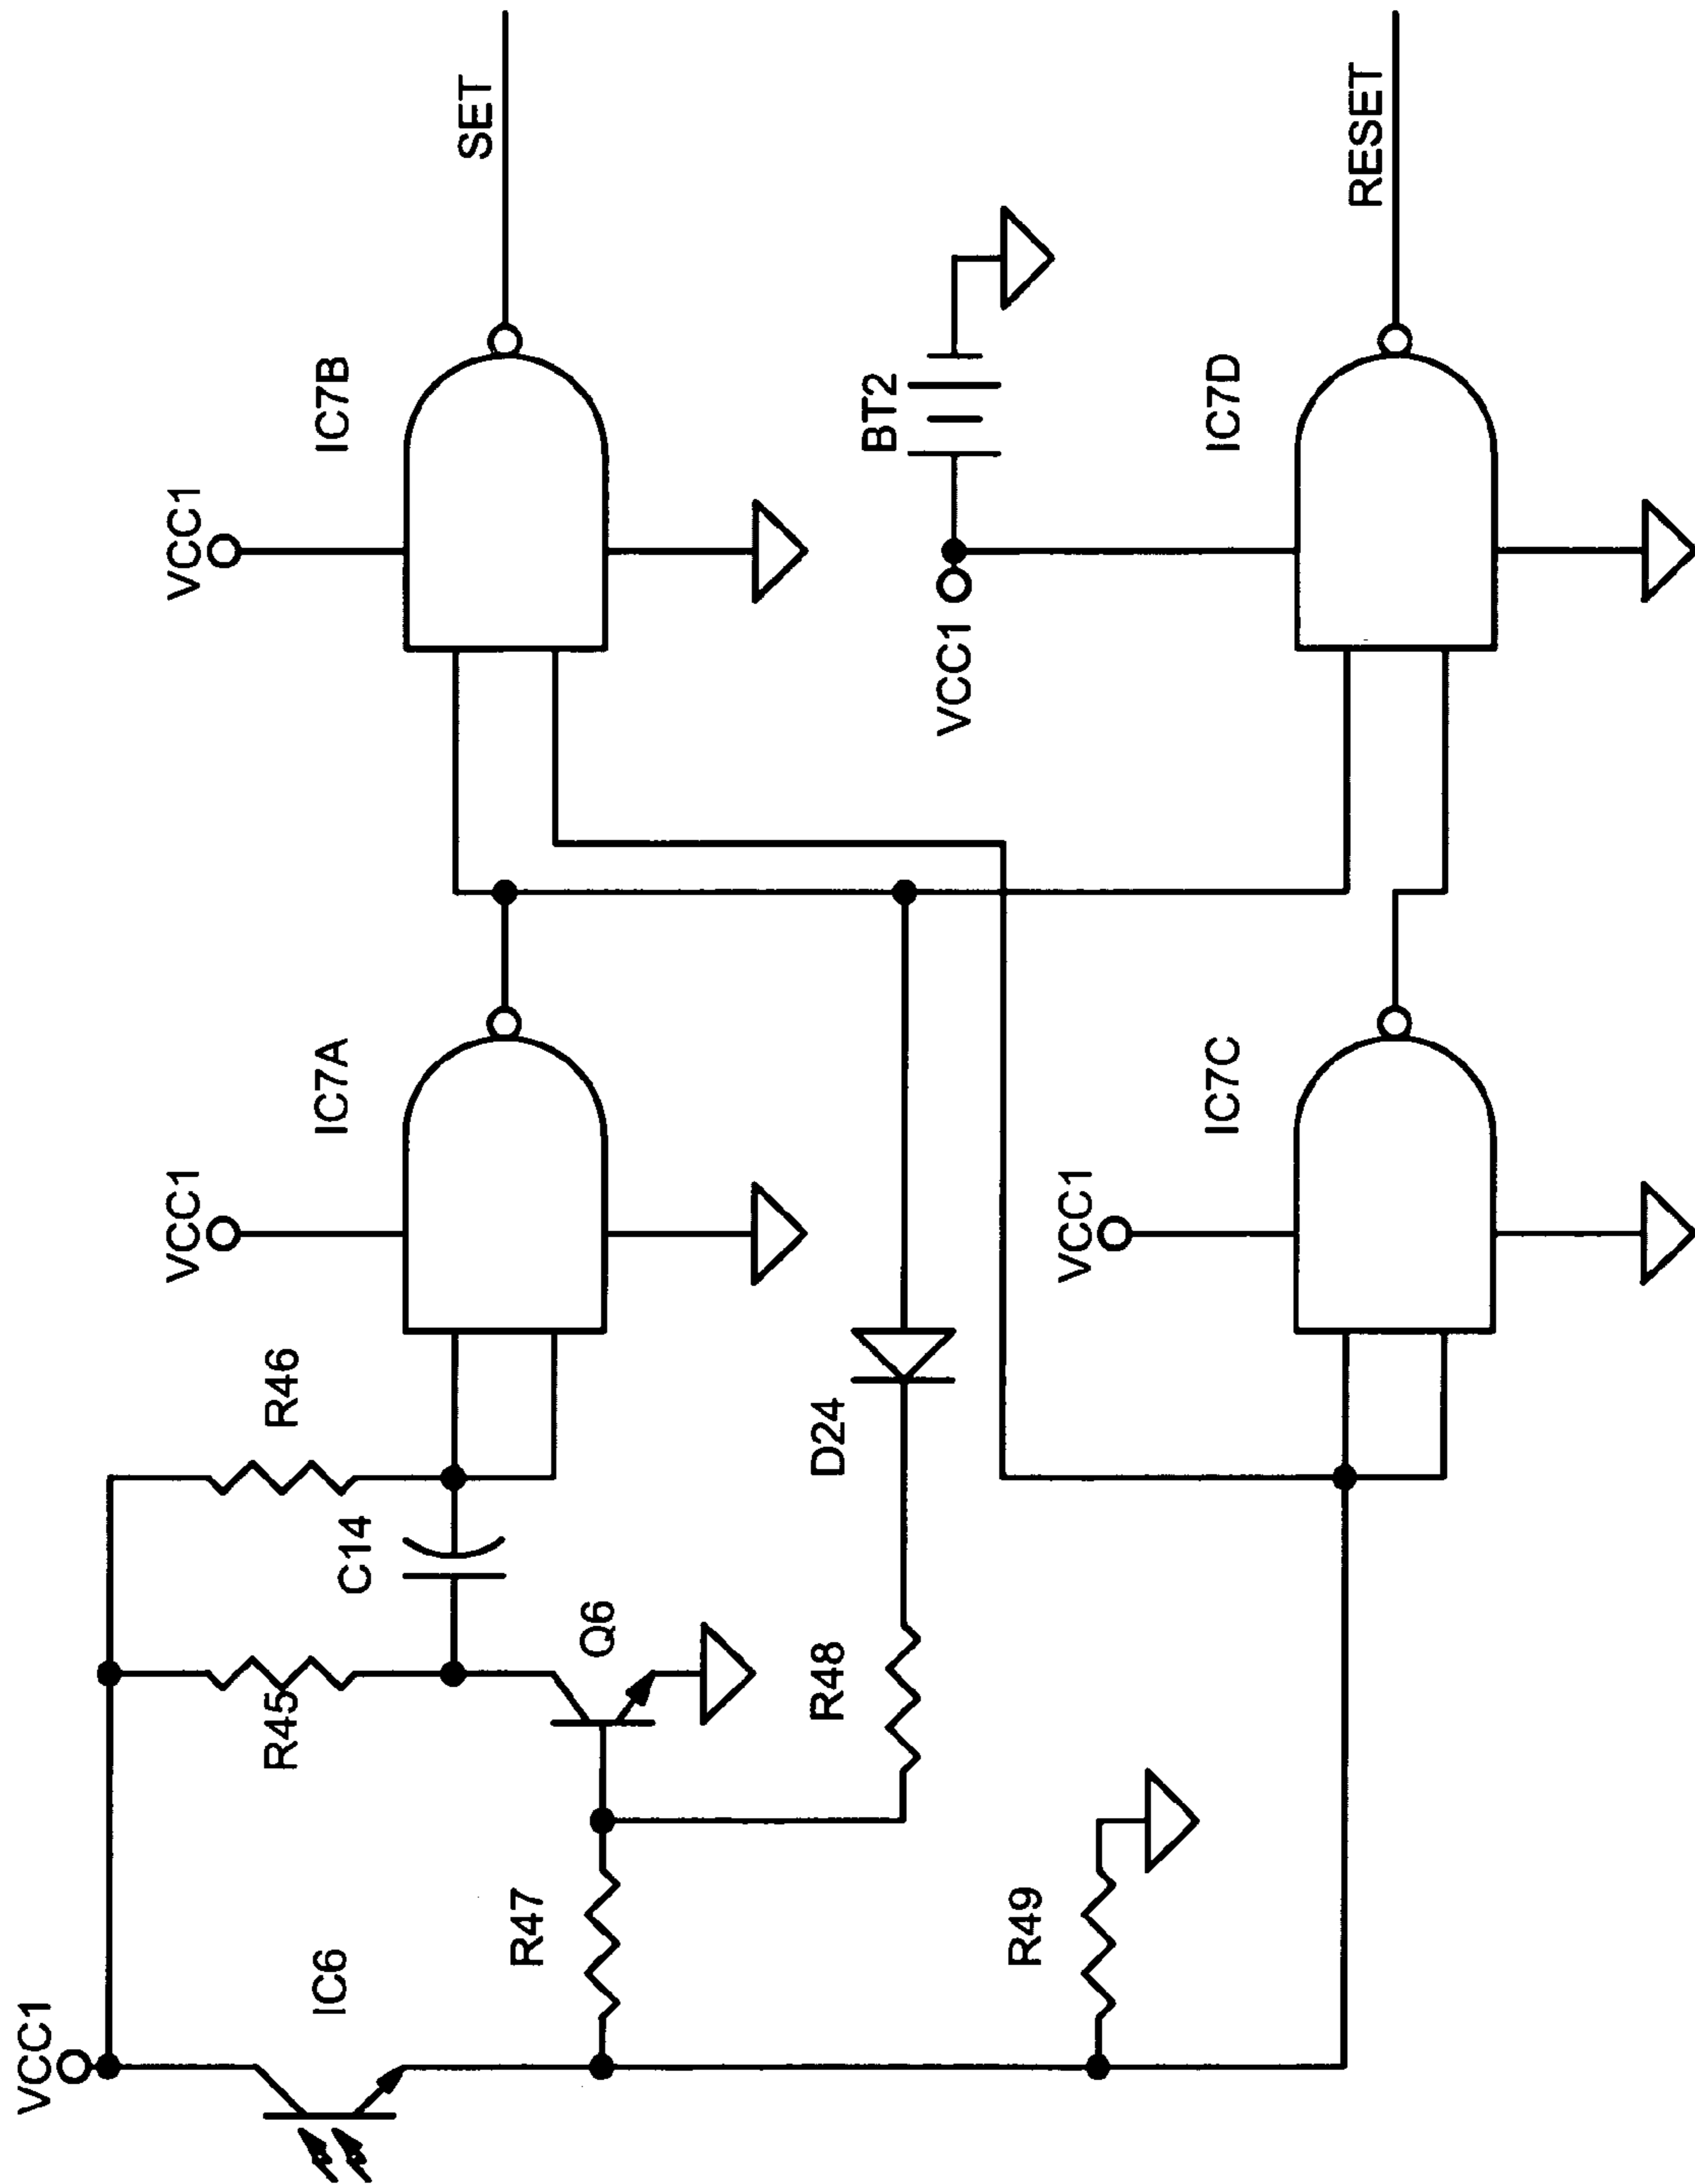 VCC1
IC6
R45
R46
C14
Q6
R47
R48
D24
R49
VCC1
IC7A
VCC1
IC7B
SET
VCC1
BT2
VCC1
IC7C
IC7D
RESET